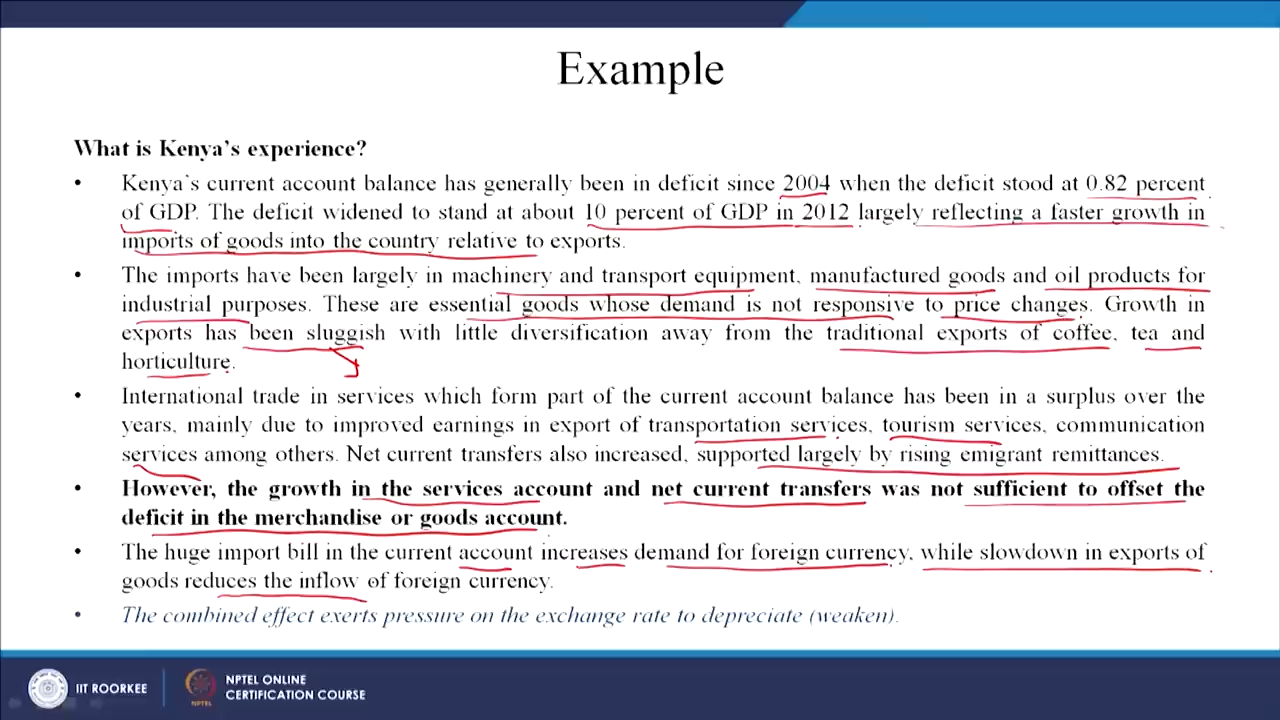 Example
What is Kenya's experience?
• Kenya's current account balance has generally been in deficit since 2004 when the deficit stood at 0.82 percent
of GDP. The deficit widened to stand at about 10 percent of GDP in 2012 largely reflecting a faster growth in
imports of goods into the country relative to exports.
• The imports have been largely in machinery and transport equipment, manufactured goods and oil products for
industrial purposes. These are essential goods whose demand is not responsive to price changes. Growth in
exports has been sluggish with little diversification away from the traditional exports of coffee, tea and
horticulture.
• International trade in services which form part of the current account balance has been in a surplus over the
years, mainly due to improved earnings in export of transportation services, tourism services, communication
services among others. Net current transfers also increased, supported largely by rising emigrant remittances.
• However, the growth in the services account and net current transfers was not sufficient to offset the
deficit in the merchandise or goods account.
• The huge import bill in the current account increases demand for foreign currency, while slowdown in exports of
goods reduces the inflow of foreign currency.
• The combined effect exerts pressure on the exchange rate to depreciate (weaken).
IIT ROORKEE
NPTEL
NPTEL ONLINE
CERTIFICATION COURSE